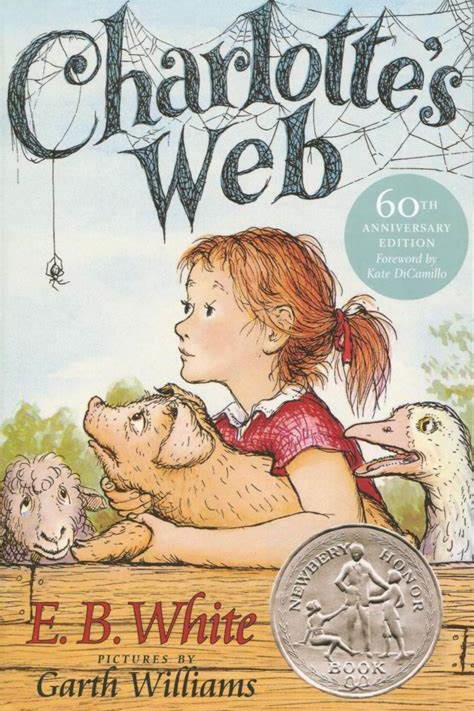 Charlotte's
Web
60TH
ANNIVERSARY
EDITION
Foreword by
Kate DiCamillo
E. B. White
PICTURES BY
Garth Williams
NEWBERY HONOR
BOOK